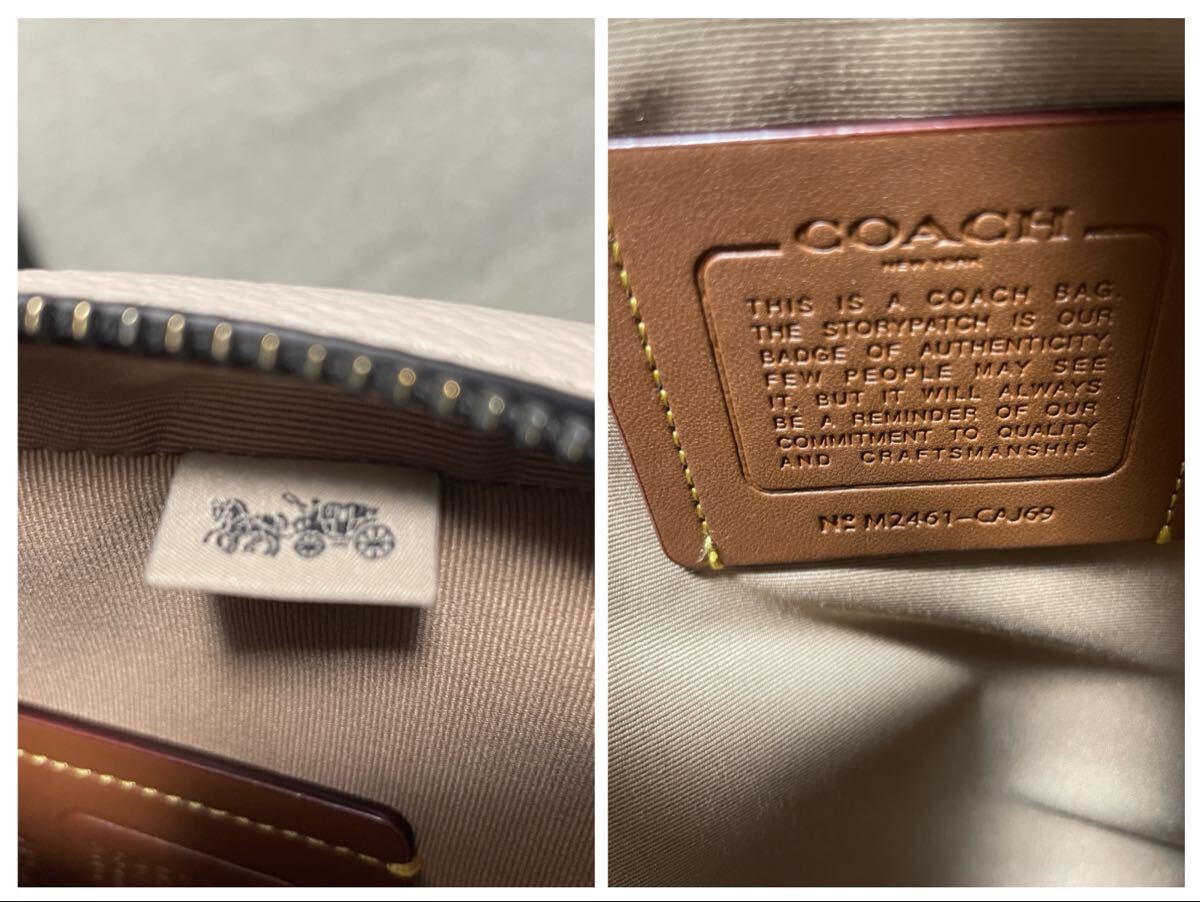 COACH
NEW YORK
THIS IS A COACH BAG.
THE STORYPATCH IS OUR
BADGE OF AUTHENTICITY.
FEW PEOPLE MAY SEE
IT, BUT IT WILL ALWAYS
BE A REMINDER OF OUR
COMMITMENT TO QUALITY
AND CRAFTSMANSHIP.
Nº M2461-CAJ69